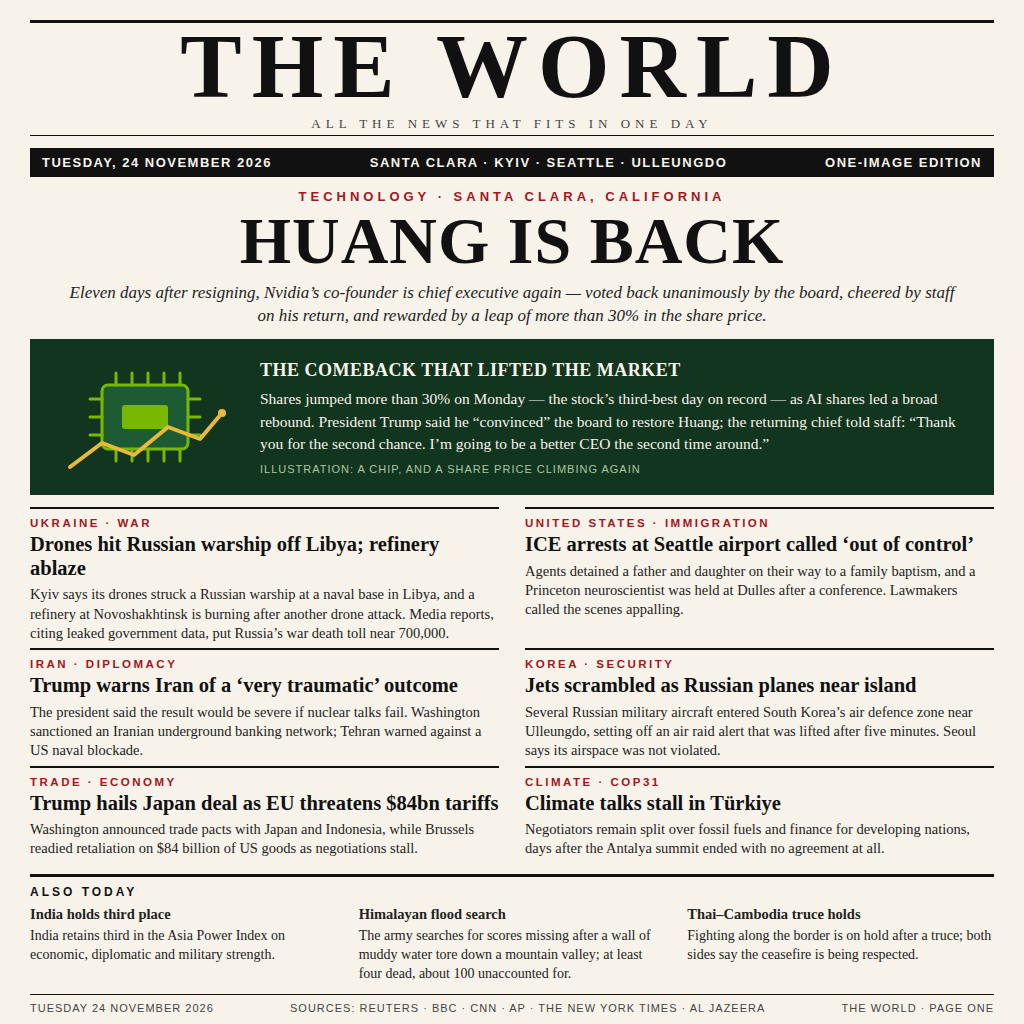 THE WORLD
ALL THE NEWS THAT FITS IN ONE DAY
TUESDAY, 24 NOVEMBER 2026
SANTA CLARA · KYIV · SEATTLE · ULLEUNGDO
ONE-IMAGE EDITION
TECHNOLOGY · SANTA CLARA, CALIFORNIA
HUANG IS BACK
Eleven days after resigning, Nvidia’s co-founder is chief executive again — voted back unanimously by the board, cheered by staff
on his return, and rewarded by a leap of more than 30% in the share price.
THE COMEBACK THAT LIFTED THE MARKET
Shares jumped more than 30% on Monday — the stock’s third-best day on record — as AI shares led a broad
rebound. President Trump said he “convinced” the board to restore Huang; the returning chief told staff: “Thank
you for the second chance. I’m going to be a better CEO the second time around.”
ILLUSTRATION: A CHIP, AND A SHARE PRICE CLIMBING AGAIN
UKRAINE · WAR
Drones hit Russian warship off Libya; refinery
ablaze
Kyiv says its drones struck a Russian warship at a naval base in Libya, and a
refinery at Novoshakhtinsk is burning after another drone attack. Media reports,
citing leaked government data, put Russia’s war death toll near 700,000.
UNITED STATES · IMMIGRATION
ICE arrests at Seattle airport called ‘out of control’
Agents detained a father and daughter on their way to a family baptism, and a
Princeton neuroscientist was held at Dulles after a conference. Lawmakers
called the scenes appalling.
IRAN · DIPLOMACY
Trump warns Iran of a ‘very traumatic’ outcome
The president said the result would be severe if nuclear talks fail. Washington
sanctioned an Iranian underground banking network; Tehran warned against a
US naval blockade.
KOREA · SECURITY
Jets scrambled as Russian planes near island
Several Russian military aircraft entered South Korea’s air defence zone near
Ulleungdo, setting off an air raid alert that was lifted after five minutes. Seoul
says its airspace was not violated.
TRADE · ECONOMY
Trump hails Japan deal as EU threatens $84bn tariffs
Washington announced trade pacts with Japan and Indonesia, while Brussels
readied retaliation on $84 billion of US goods as negotiations stall.
CLIMATE · COP31
Climate talks stall in Türkiye
Negotiators remain split over fossil fuels and finance for developing nations,
days after the Antalya summit ended with no agreement at all.
ALSO TODAY
India holds third place
India retains third in the Asia Power Index on
economic, diplomatic and military strength.
Himalayan flood search
The army searches for scores missing after a wall of
muddy water tore down a mountain valley; at least
four dead, about 100 unaccounted for.
Thai–Cambodia truce holds
Fighting along the border is on hold after a truce; both
sides say the ceasefire is being respected.
TUESDAY 24 NOVEMBER 2026
SOURCES: REUTERS · BBC · CNN · AP · THE NEW YORK TIMES · AL JAZEERA
THE WORLD · PAGE ONE